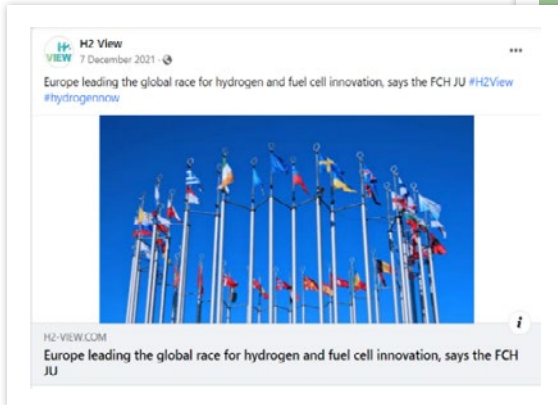 H2 VIEW
H2 View
7 December 2021 ·
Europe leading the global race for hydrogen and fuel cell innovation, says the FCH JU #H2View
#hydrogennow
H2-VIEW.COM
i
Europe leading the global race for hydrogen and fuel cell innovation, says the FCH
JU